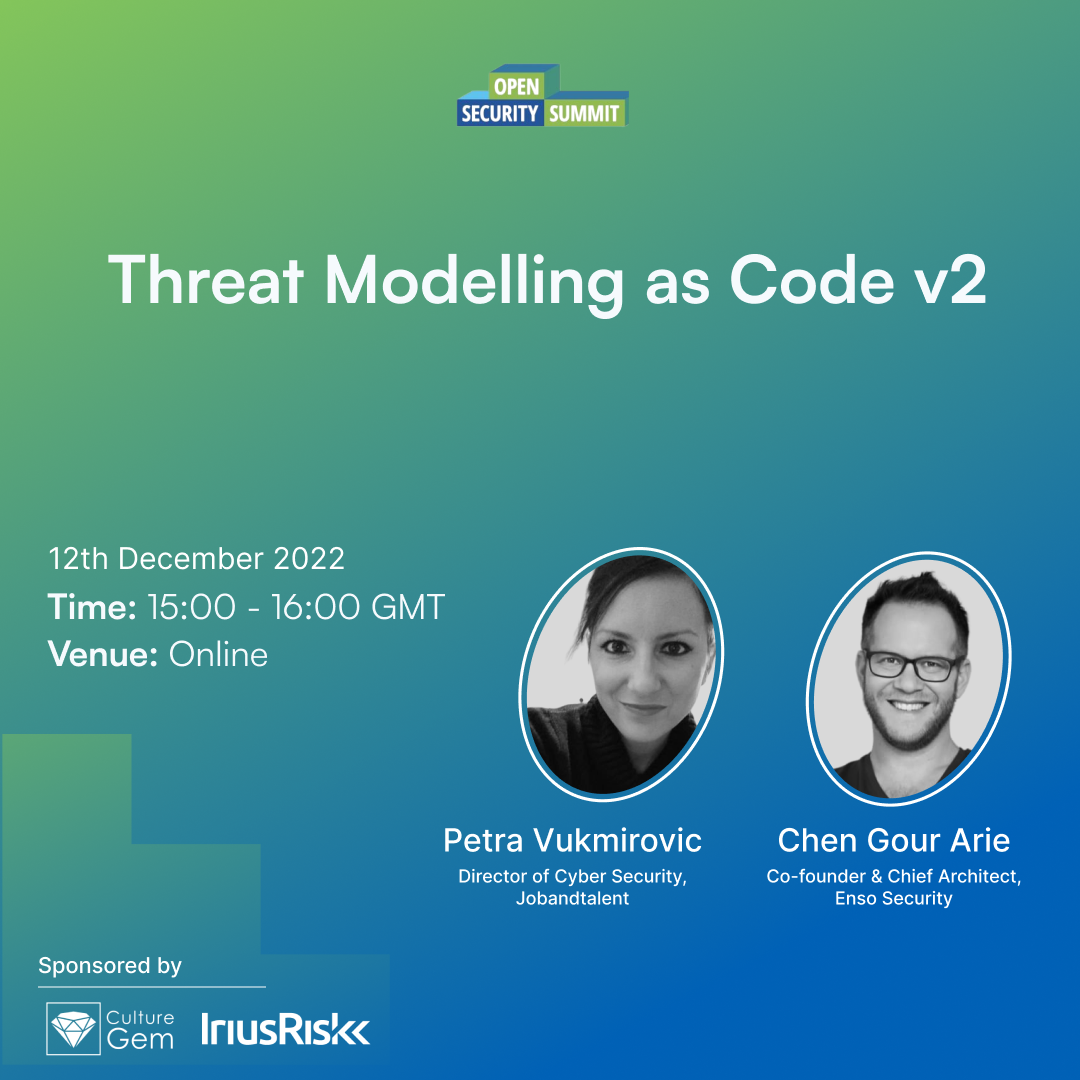 OPEN
SECURITY SUMMIT
Threat Modelling as Code v2
12th December 2022
Time: 15:00 - 16:00 GMT
Venue: Online
Petra Vukmirovic
Director of Cyber Security,
Jobandtalent
Chen Gour Arie
Co-founder & Chief Architect,
Enso Security
Sponsored by
Culture
Gem
IriusRisk